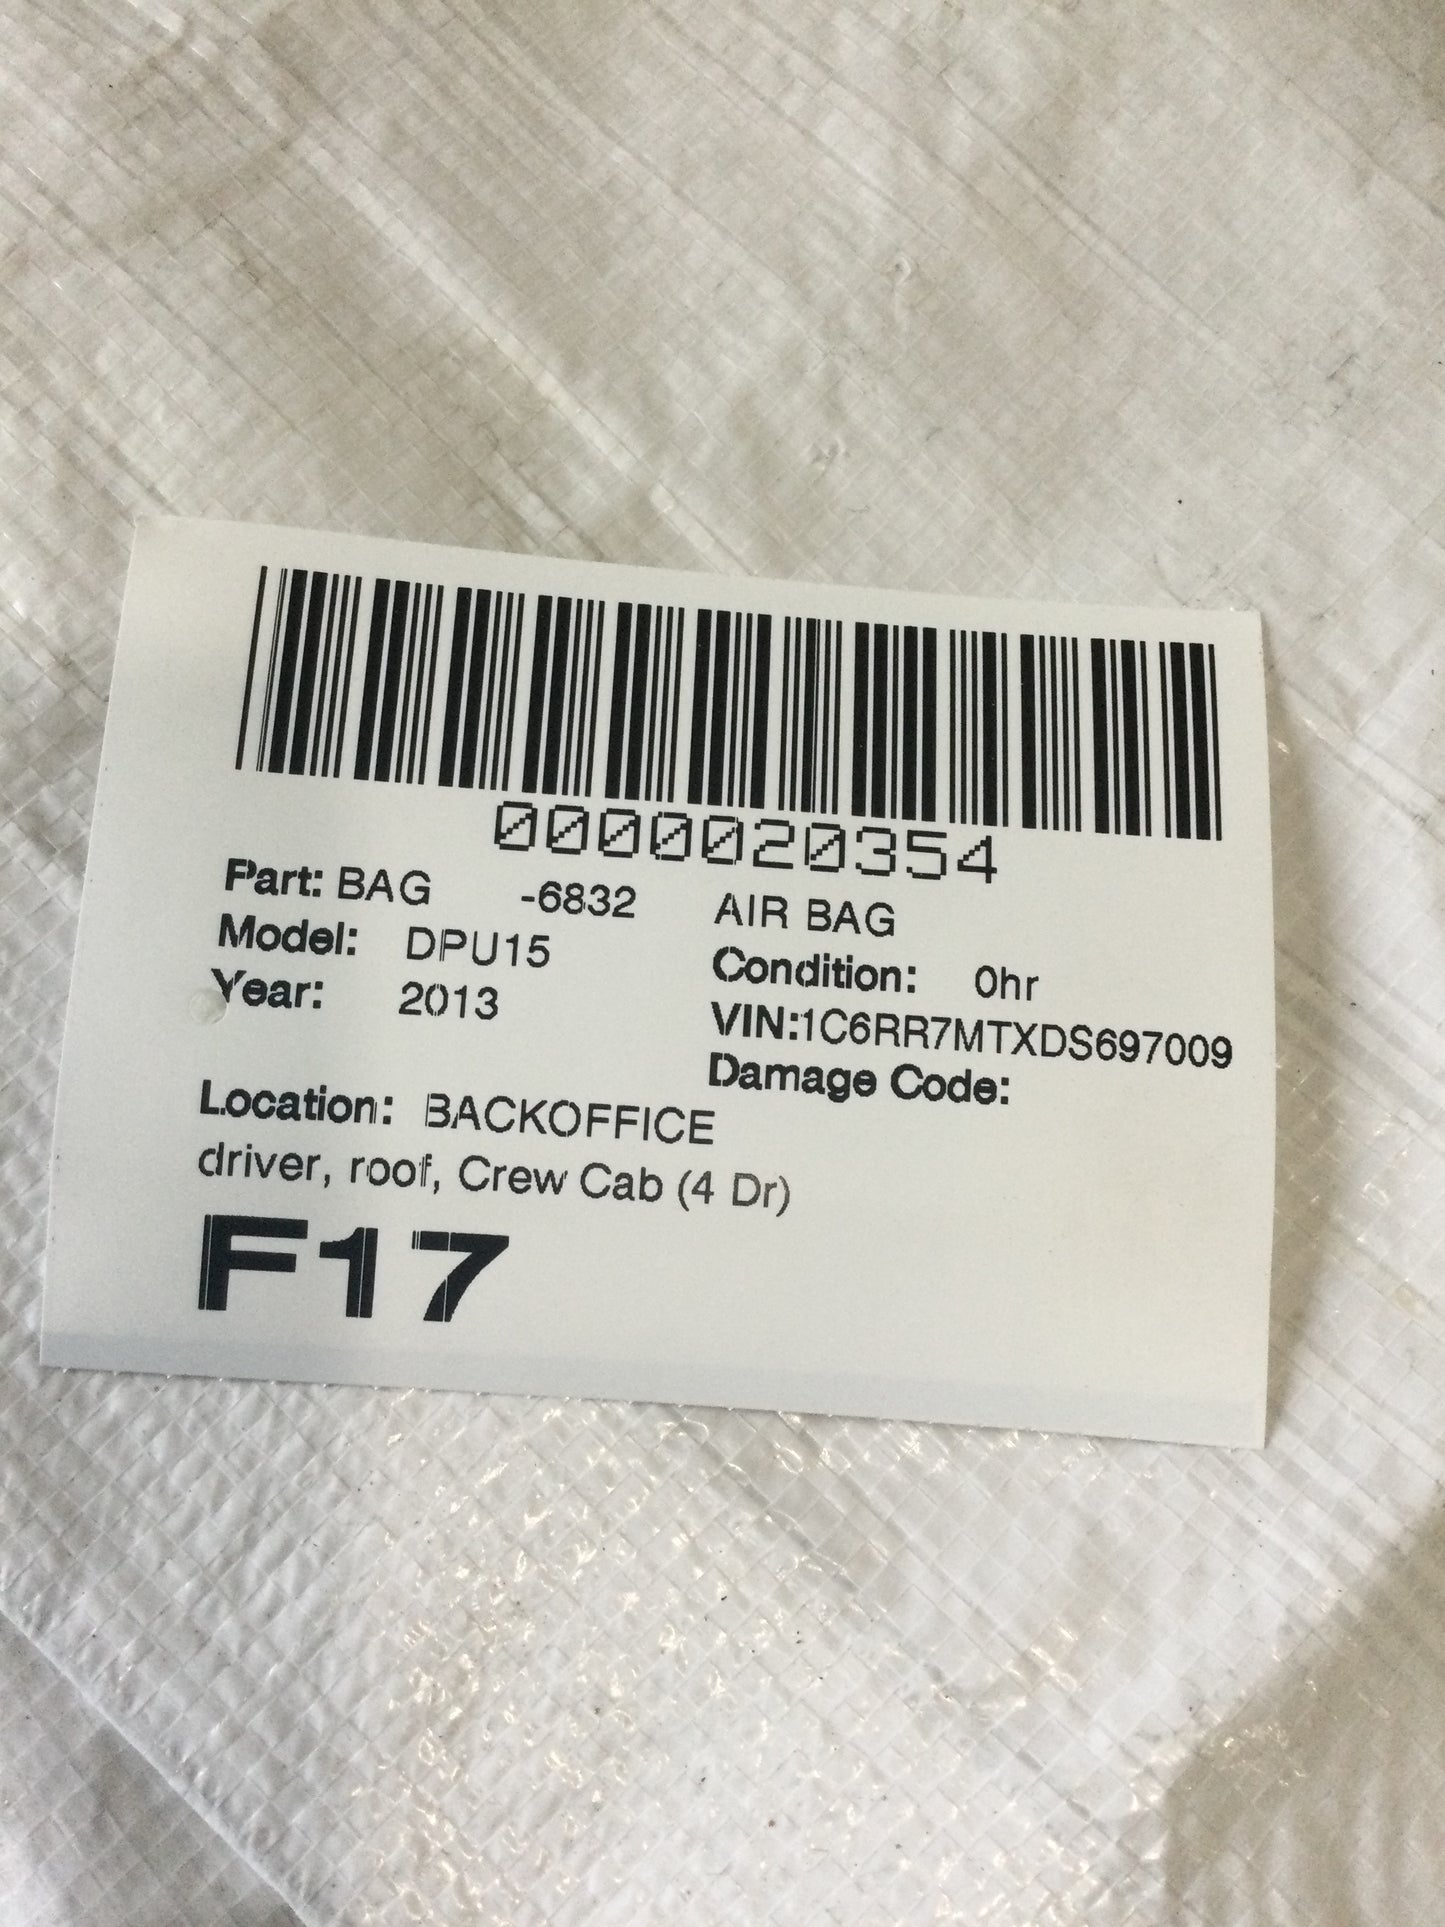 0000020354
Part: BAG -6832 AIR BAG
Model: DPU15 Condition: 0hr
Year: 2013 VIN:1C6RR7MTXDS697009
Damage Code:
Location: BACKOFFICE
driver, roof, Crew Cab (4 Dr)
F17